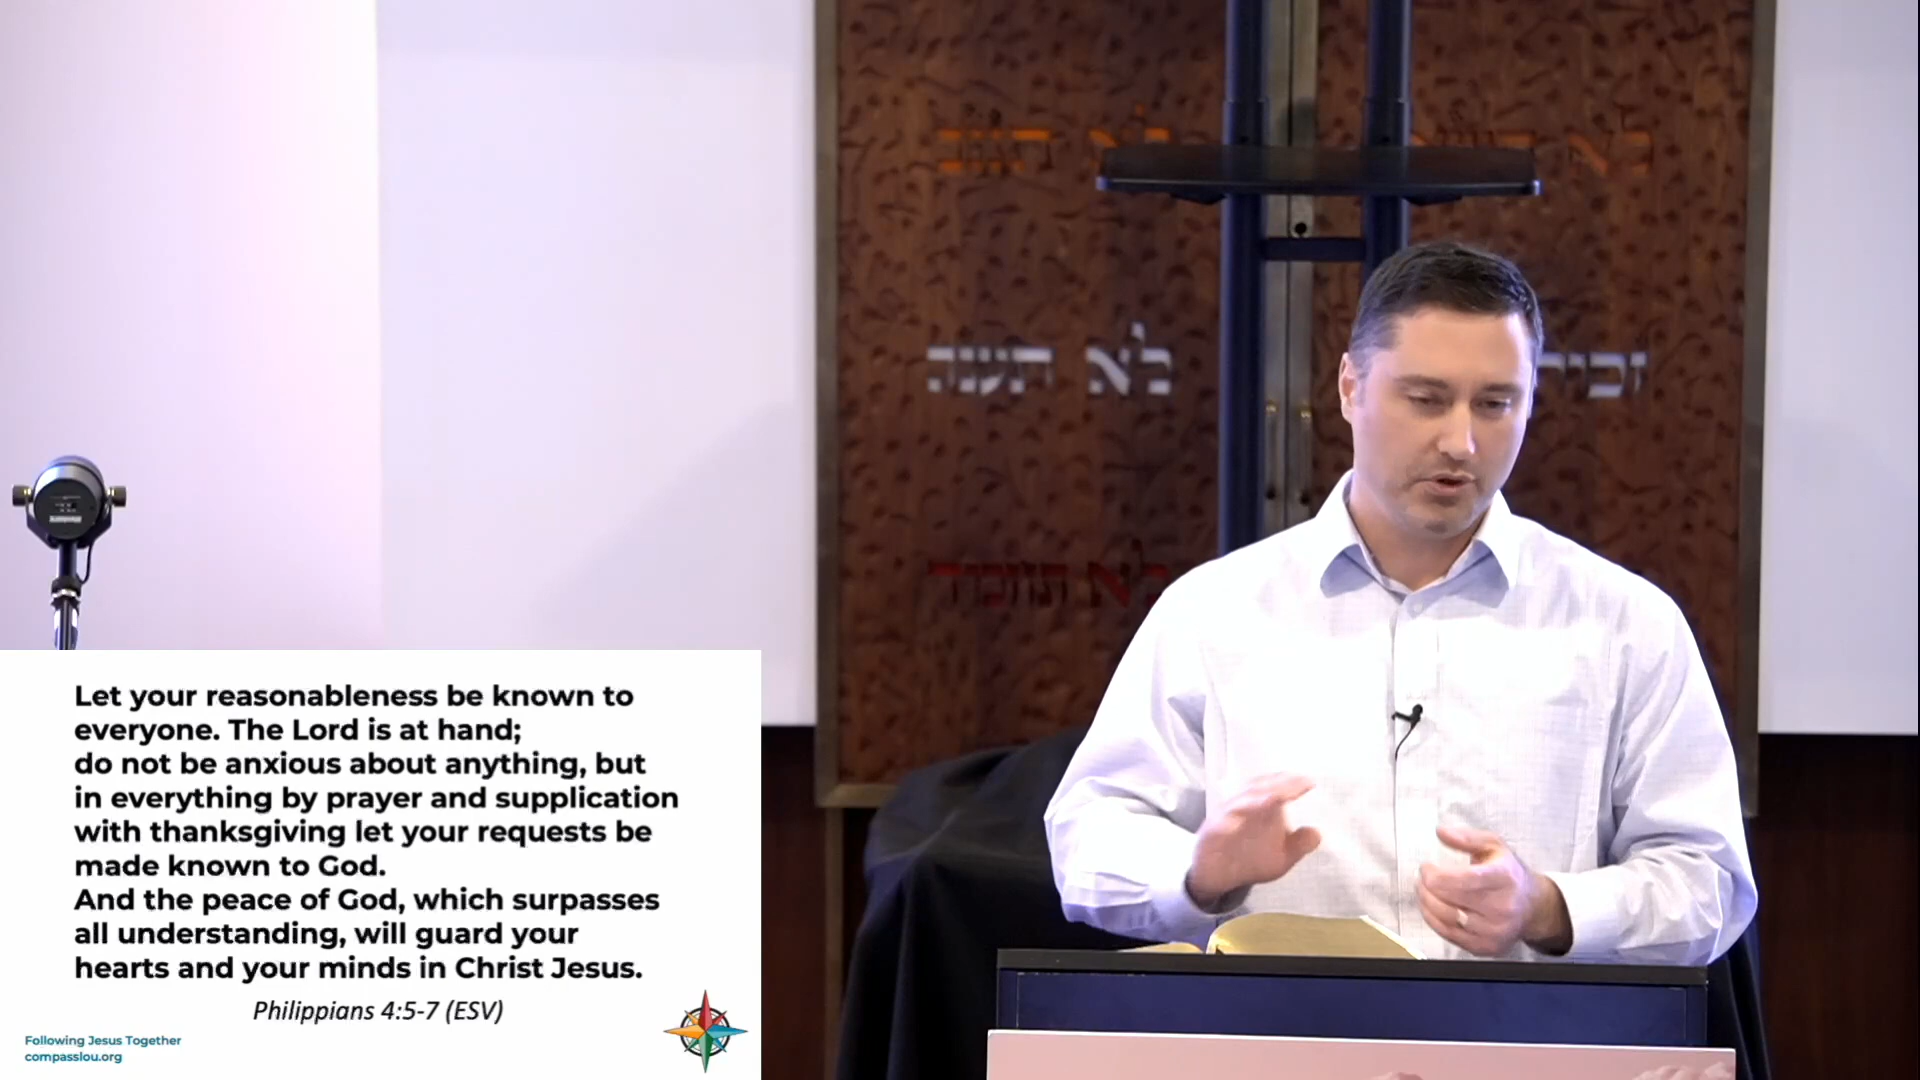 לא תענה
Let your reasonableness be known to
everyone. The Lord is at hand;
do not be anxious about anything, but
in everything by prayer and supplication
with thanksgiving let your requests be
made known to God.
And the peace of God, which surpasses
all understanding, will guard your
hearts and your minds in Christ Jesus.
Philippians 4:5-7 (ESV)
Following Jesus Together
compasslou.org